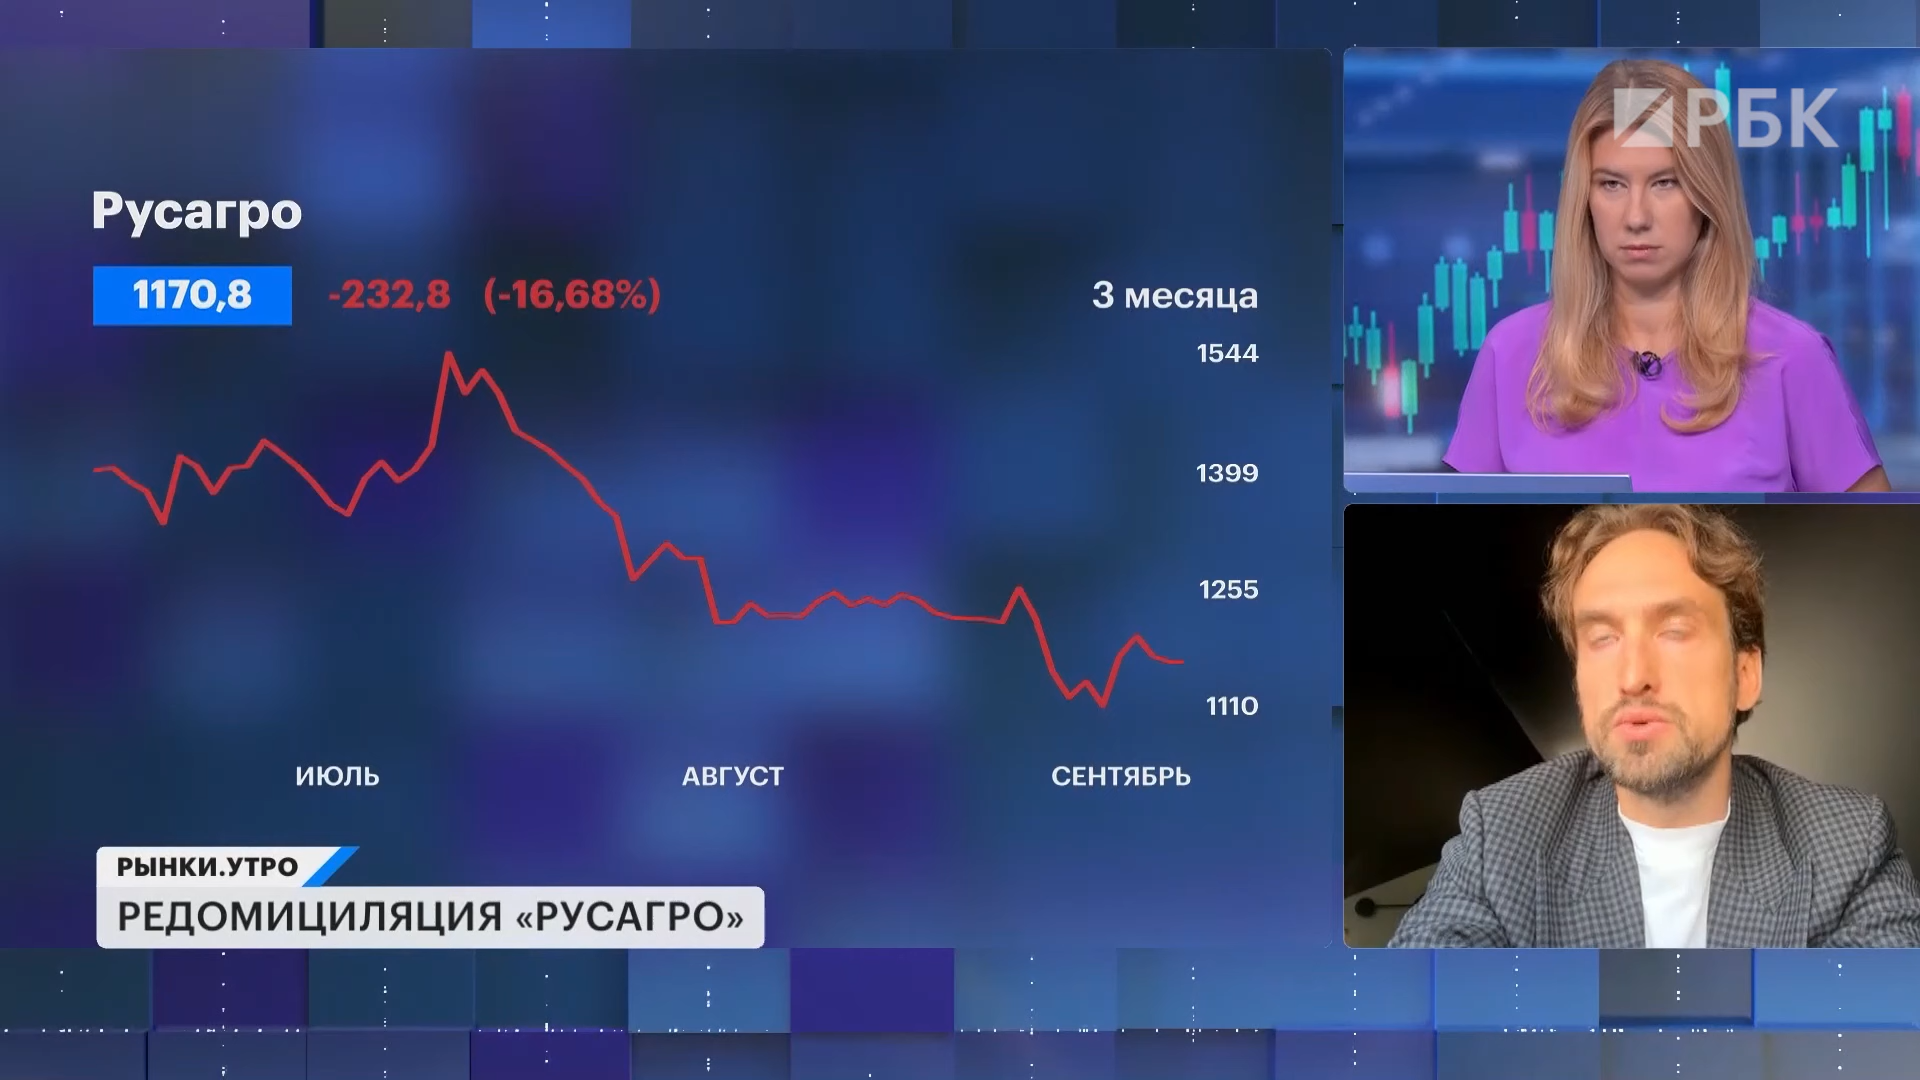 РБК
Русагро
1170,8 -232,8 (-16,68%)
3 месяца
1544
1399
1255
1110
ИЮЛЬ АВГУСТ СЕНТЯБРЬ
РЫНКИ.УТРО
РЕДОМИЦИЛЯЦИЯ «РУСАГРО»